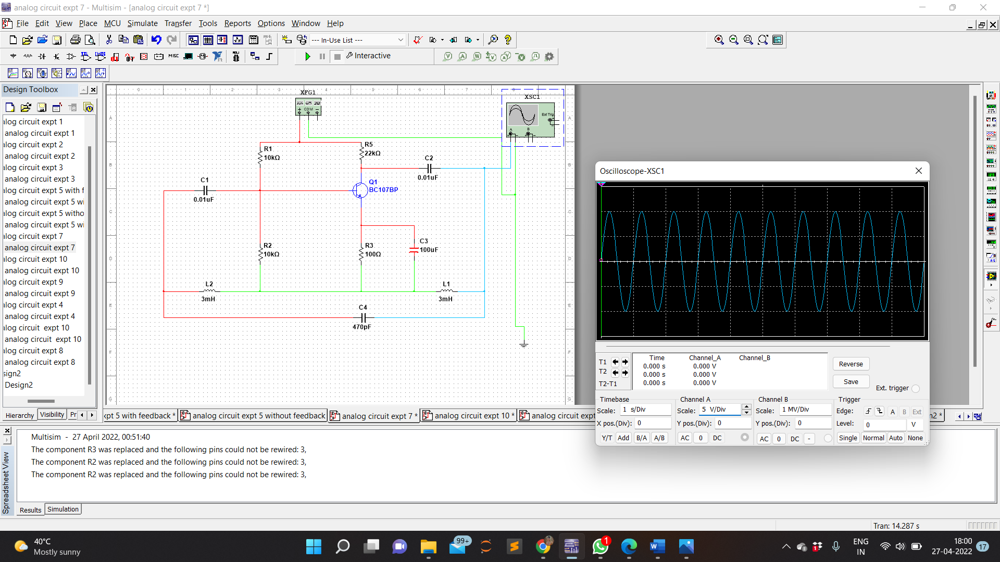 analog circuit expt 7 - Multisim - [analog circuit expt 7 *]
File Edit View Place MCU Simulate Transfer Tools Reports Options Window Help
--- In-Use List ---
MISC
Interactive
Design Toolbox
alog circuit expt 1
analog circuit expt 1
alog circuit expt 2
analog circuit expt 2
alog circuit expt 3
analog circuit expt 3
alog circuit expt 5 with f
analog circuit expt 5 wi
alog circuit expt 5 witho
analog circuit expt 5 wi
alog circuit expt 7
analog circuit expt 7
alog circuit expt 10
analog circuit expt 10
alog circuit expt 9
analog circuit expt 9
alog circuit expt 4
analog circuit expt 4
alog circuit  expt 10
analog circuit  expt 10
alog circuit expt 8
analog circuit expt 8
sign2
Design2
Hierarchy Visibility Pr
0 1 2 3 4 5 6 7 8
A B C D E F G
XFG1
COM
XSC1
Ext Trig
A B
R1
10kΩ
R5
22kΩ
C2
0.01uF
C1
0.01uF
Q1
BC107BP
R2
10kΩ
R3
100Ω
C3
100uF
L2
3mH
L1
3mH
C4
470pF
xpt 5 with feedback * analog circuit expt 5 without feedback analog circuit expt 7 * analog circuit expt 10 * analog circuit expt n2 *
Oscilloscope-XSC1
Time Channel_A Channel_B
T1 0.000 s 0.000 V
T2 0.000 s 0.000 V
T2-T1 0.000 s 0.000 V
Reverse
Save
Ext. trigger
Timebase Channel A Channel B Trigger
Scale: 1 s/Div Scale: 5 V/Div Scale: 1 MV/Div Edge: A B Ext
X pos.(Div): 0 Y pos.(Div): 0 Y pos.(Div): 0 Level: 0 V
Y/T Add B/A A/B AC 0 DC AC 0 DC - Single Normal Auto None
Spreadsheet View
Multisim - 27 April 2022, 00:51:40
The component R3 was replaced and the following pins could not be rewired: 3,
The component R2 was replaced and the following pins could not be rewired: 3,
The component R2 was replaced and the following pins could not be rewired: 3,
Results Simulation
Tran: 14.287 s
40°C
Mostly sunny
99+
1
W
1
ENG
IN
18:00
27-04-2022
17